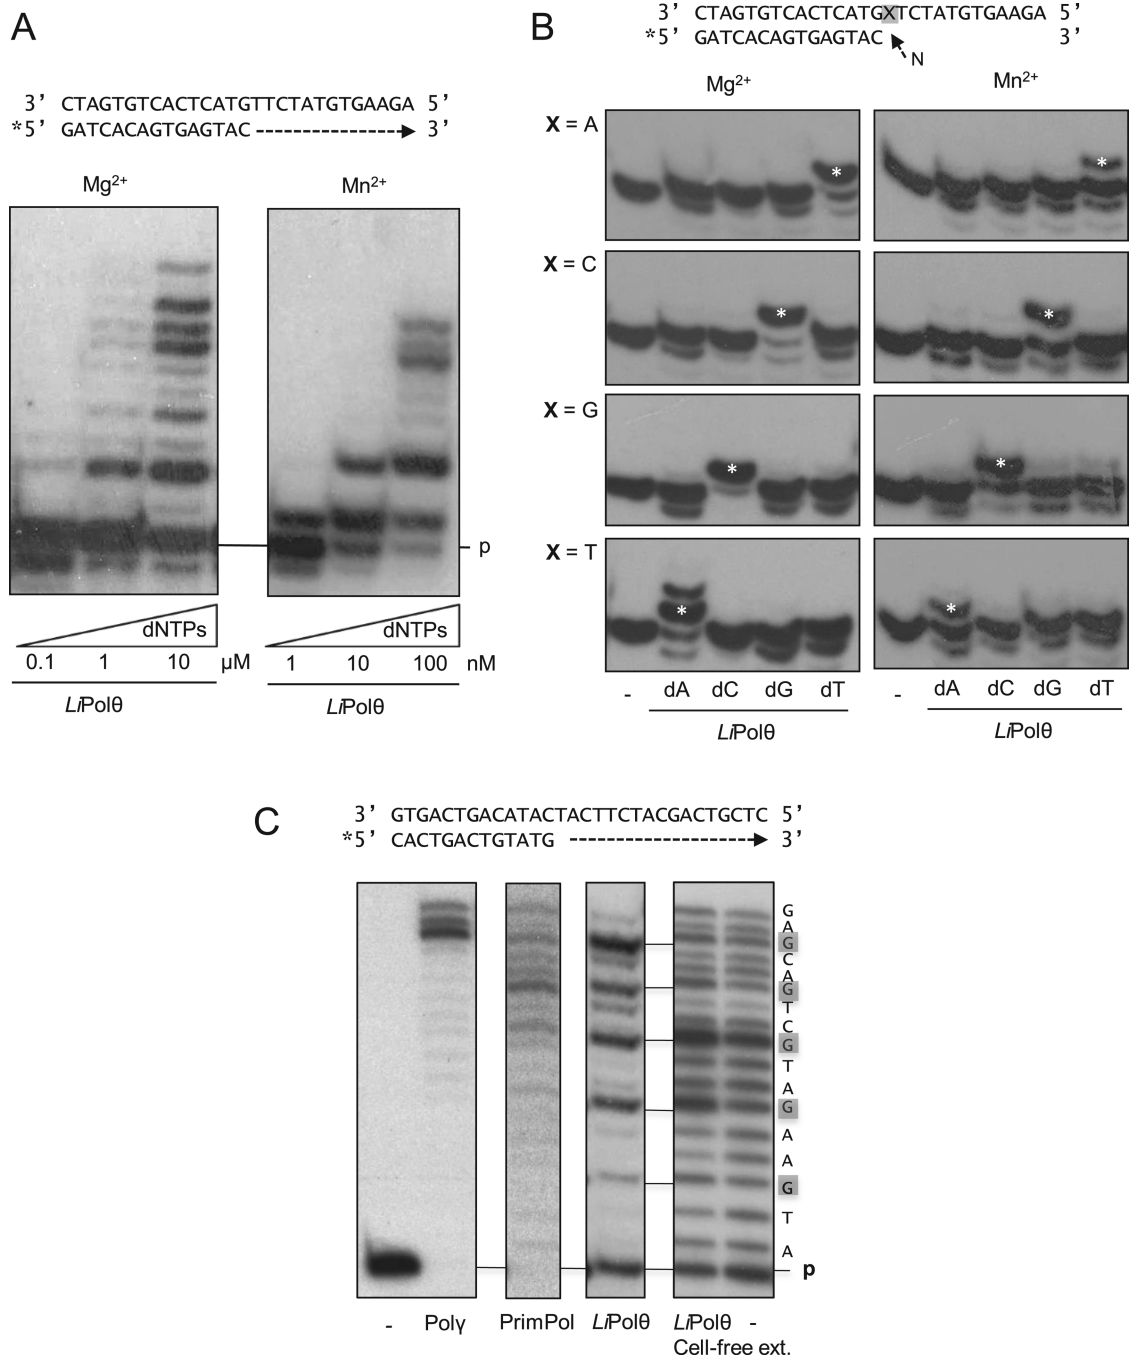 A
3’ CTAGTGTCACTCATGTTCTATGTGAAGA 5’
*5’ GATCACAGTGAGTAC 3’
Mg2+ Mn2+
p
dNTPs dNTPs
0.1 1 10 μM 1 10 100 nM
LiPolθ LiPolθ
B
3’ CTAGTGTCACTCATGXTCTATGTGAAGA 5’
*5’ GATCACAGTGAGTAC 3’
N
Mg2+ Mn2+
X = A
* *
X = C
* *
X = G
* *
X = T
* *
- dA dC dG dT - dA dC dG dT
LiPolθ LiPolθ
C
3’ GTGACTGACATACTACTTCTACGACTGCTC 5’
*5’ CACTGACTGTATG 3’
G
A
G
C
A
G
T
C
G
T
A
G
A
A
G
T
A
p
- Polγ PrimPol LiPolθ LiPolθ -
Cell-free ext.